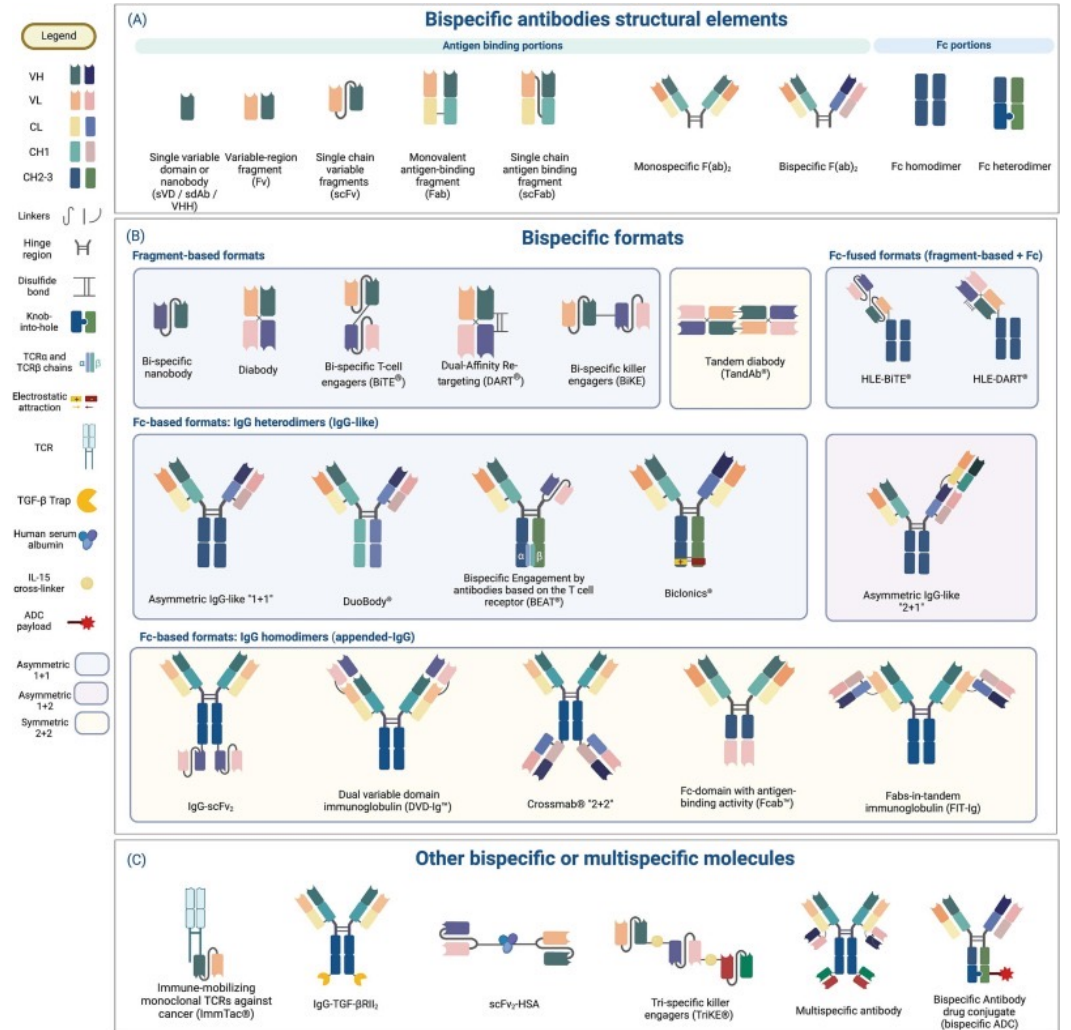 Legend
VH
VL
CL
CH1
CH2-3
Linkers
Hinge
region
Disulfide
bond
Knob-
into-hole
TCRα and
TCRβ chains
α β
Electrostatic
attraction
+ -
TCR
TGF-β Trap
Human serum
albumin
IL-15
cross-linker
ADC
payload
Asymmetric
1+1
Asymmetric
1+2
Symmetric
2+2
(A)
Bispecific antibodies structural elements
Antigen binding portions
Fc portions
Single variable
domain or
nanobody
(sVD / sdAb /
VHH)
Variable-region
fragment
(Fv)
Single chain
variable
fragments
(scFv)
Monovalent
antigen-binding
fragment
(Fab)
Single chain
antigen binding
fragment
(scFab)
Monospecific F(ab)₂
Bispecific F(ab)₂
Fc homodimer
Fc heterodimer
(B)
Bispecific formats
Fragment-based formats
Fc-fused formats (fragment-based + Fc)
Bi-specific
nanobody
Diabody
Bi-specific T-cell
engagers (BiTE®)
Dual-Affinity Re-
targeting (DART®)
Bi-specific killer
engagers (BiKE)
Tandem diabody
(TandAb®)
HLE-BiTE®
HLE-DART®
Fc-based formats: IgG heterodimers (IgG-like)
Asymmetric IgG-like "1+1"
DuoBody®
α β
Bispecific Engagement by
antibodies based on the T cell
receptor (BEAT®)
Biclonics®
Asymmetric IgG-like
"2+1"
Fc-based formats: IgG homodimers (appended-IgG)
IgG-scFv₂
Dual variable domain
immunoglobulin (DVD-Ig™)
Crossmab® "2+2"
Fc-domain with antigen-
binding activity (Fcab™)
Fabs-in-tandem
immunoglobulin (FIT-Ig)
(C)
Other bispecific or multispecific molecules
Immune-mobilizing
monoclonal TCRs against
cancer (ImmTac®)
IgG-TGF-βRII₂
scFv₂-HSA
Tri-specific killer
engagers (TriKE®)
Multispecific antibody
Bispecific Antibody
drug conjugate
(bispecific ADC)